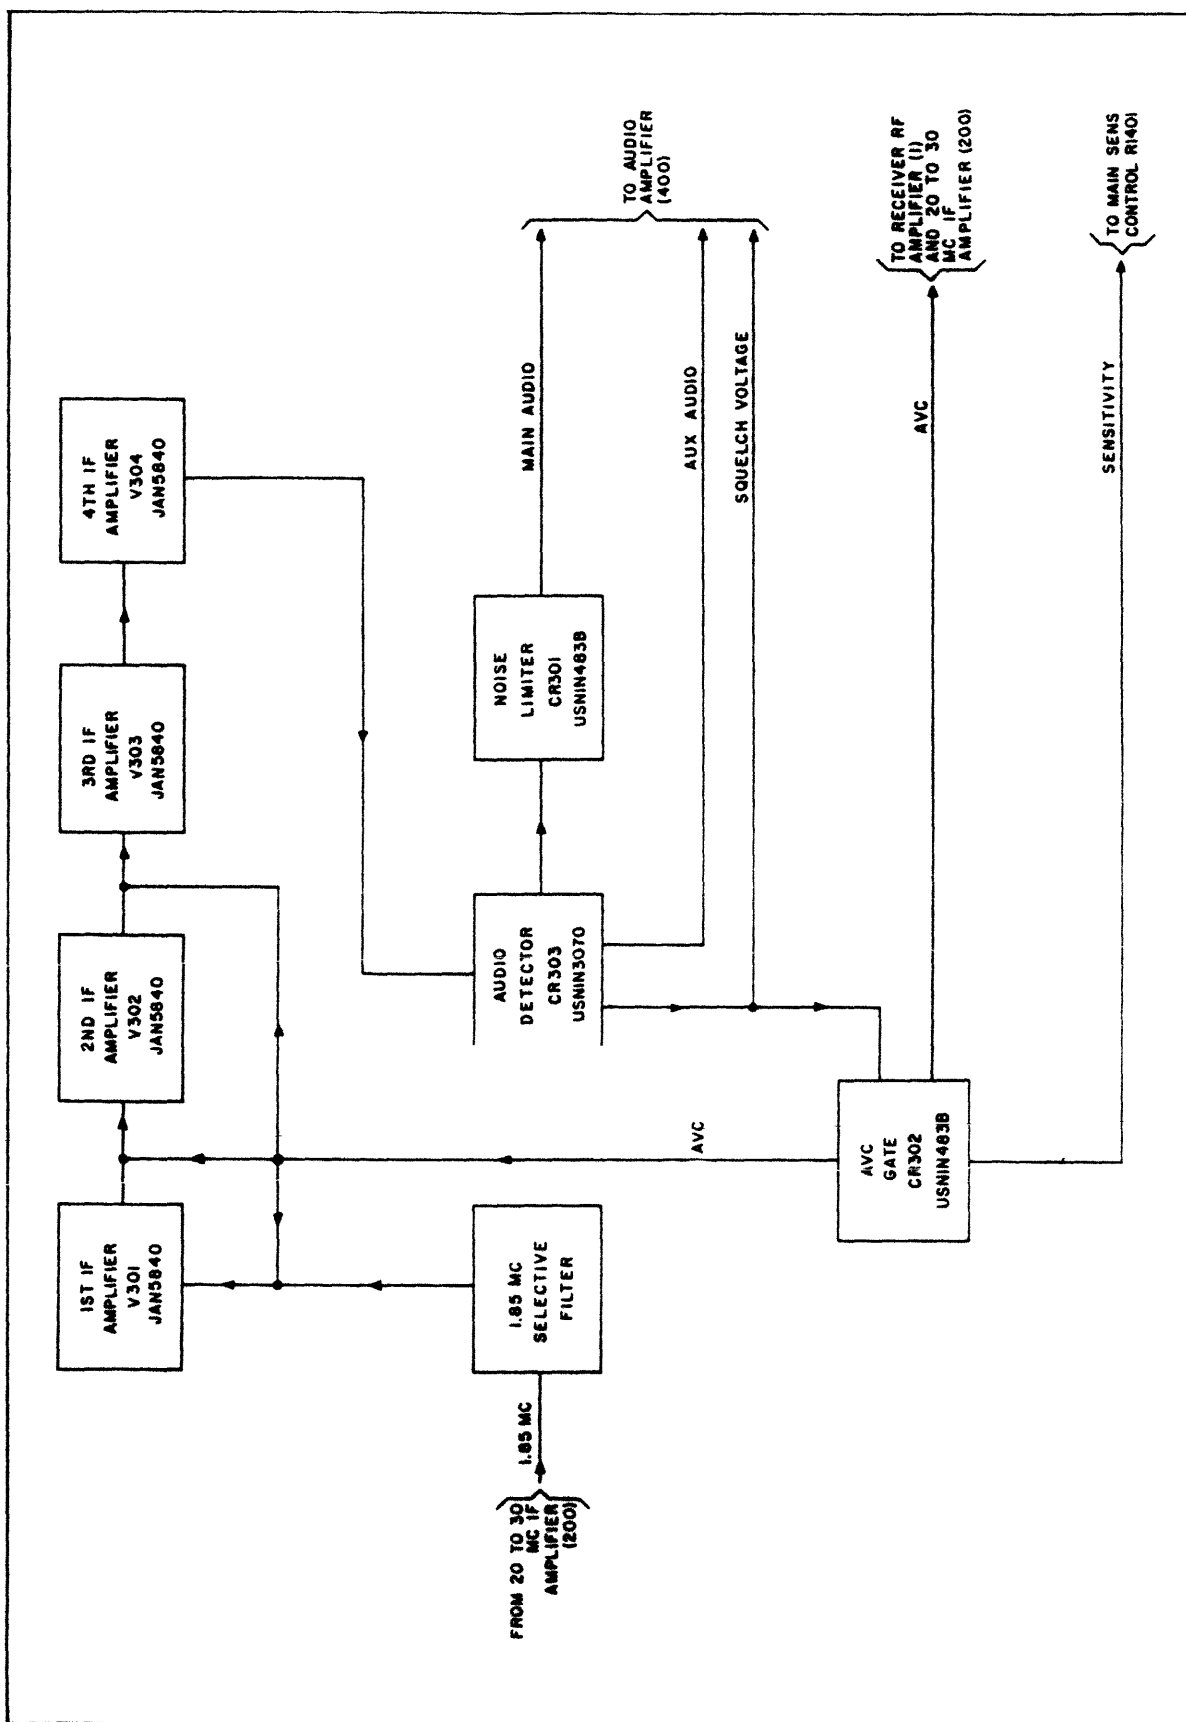 1ST IF
AMPLIFIER
V301
JAN5840
2ND IF
AMPLIFIER
V302
JAN5840
3RD IF
AMPLIFIER
V303
JAN5840
4TH IF
AMPLIFIER
V304
JAN5840
FROM 20 TO 30
MC IF
AMPLIFIER
(200)
1.85 MC
1.85 MC
SELECTIVE
FILTER
AUDIO
DETECTOR
CR303
USN1N3070
NOISE
LIMITER
CR301
USN1N483B
MAIN AUDIO
TO AUDIO
AMPLIFIER
(400)
AUX AUDIO
SQUELCH VOLTAGE
AVC
AVC
GATE
CR302
USN1N483B
AVC
TO RECEIVER RF
AMPLIFIER (1)
AND 20 TO 30
MC IF
AMPLIFIER (200)
SENSITIVITY
TO MAIN SENS
CONTROL R1401